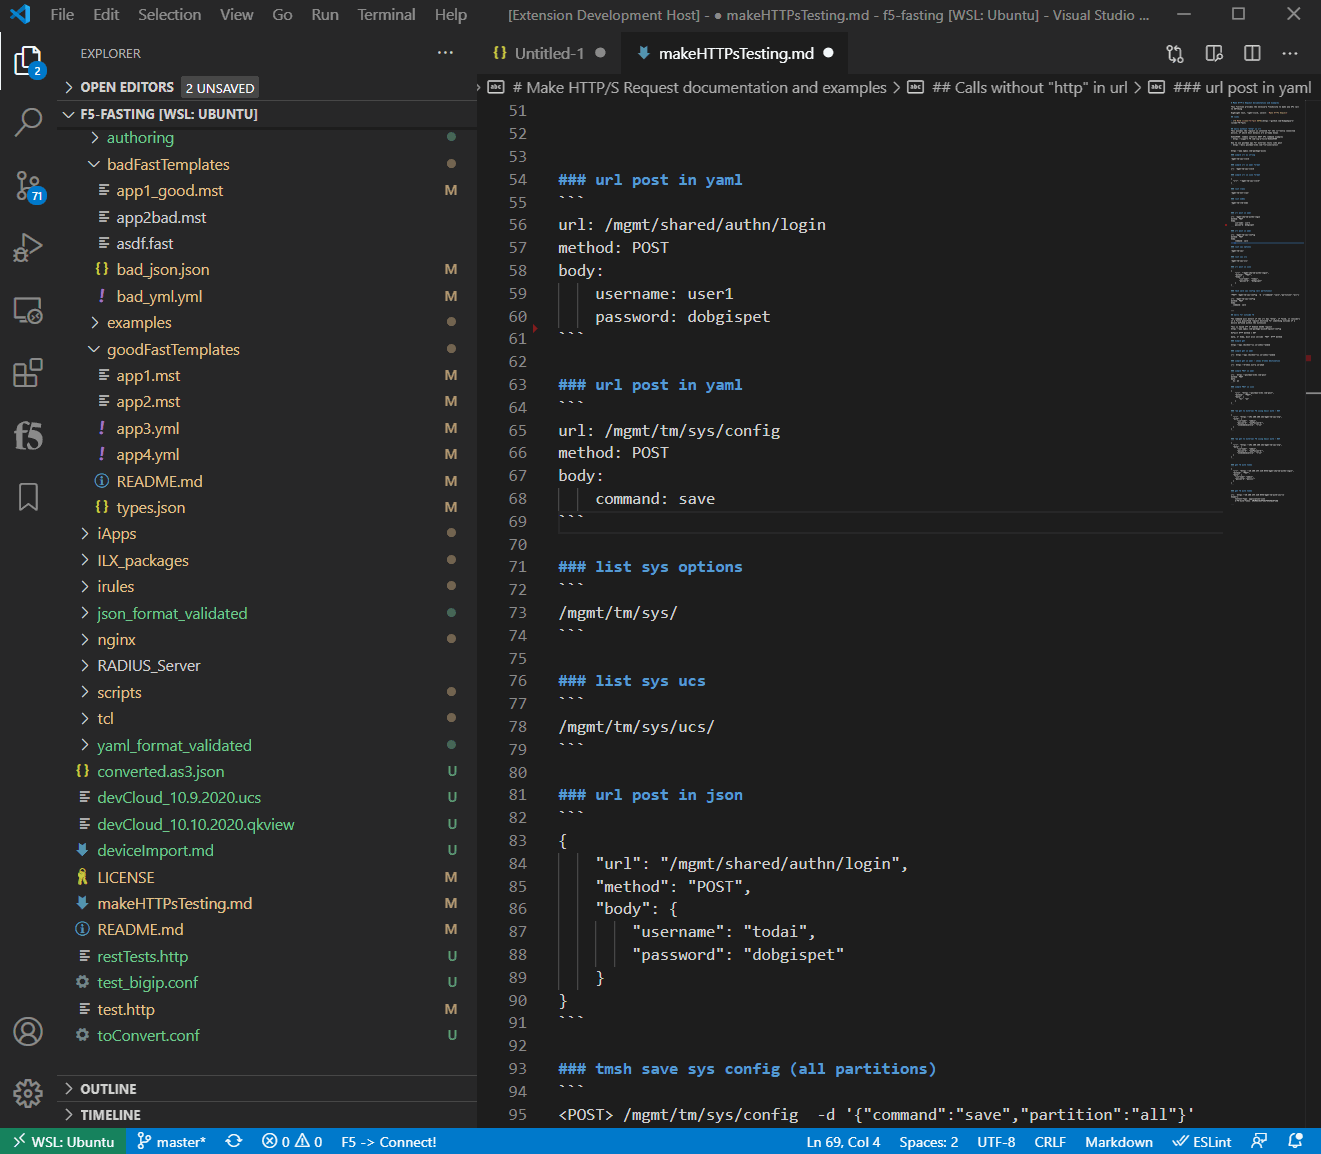 File Edit Selection View Go Run Terminal Help [Extension Development Host] - ● makeHTTPsTesting.md - f5-fasting [WSL: Ubuntu] - Visual Studio ...
EXPLORER
Untitled-1
makeHTTPsTesting.md
OPEN EDITORS 2 UNSAVED
# Make HTTP/S Request documentation and examples > ## Calls without "http" in url > ### url post in yaml
F5-FASTING [WSL: UBUNTU]
authoring
badFastTemplates
app1_good.mst M
app2bad.mst
asdf.fast
bad_json.json M
bad_yml.yml M
examples
goodFastTemplates
app1.mst M
app2.mst M
app3.yml M
app4.yml M
README.md M
types.json M
iApps
ILX_packages
irules
json_format_validated
nginx
RADIUS_Server
scripts
tcl
yaml_format_validated
converted.as3.json U
devCloud_10.9.2020.ucs U
devCloud_10.10.2020.qkview U
deviceImport.md U
LICENSE M
makeHTTPsTesting.md M
README.md M
restTests.http U
test_bigip.conf U
test.http M
toConvert.conf U
OUTLINE
TIMELINE
2
71
f5
51
52
53
54 ### url post in yaml
55 ```
56 url: /mgmt/shared/authn/login
57 method: POST
58 body:
59 username: user1
60 password: dobgispet
61 ```
62
63 ### url post in yaml
64 ```
65 url: /mgmt/tm/sys/config
66 method: POST
67 body:
68 command: save
69 ```
70
71 ### list sys options
72 ```
73 /mgmt/tm/sys/
74 ```
75
76 ### list sys ucs
77 ```
78 /mgmt/tm/sys/ucs/
79 ```
80
81 ### url post in json
82 ```
83 {
84 "url": "/mgmt/shared/authn/login",
85 "method": "POST",
86 "body": {
87 "username": "todai",
88 "password": "dobgispet"
89 }
90 }
91 ```
92
93 ### tmsh save sys config (all partitions)
94 ```
95 <POST> /mgmt/tm/sys/config  -d '{"command":"save","partition":"all"}'
WSL: Ubuntu master* 0 0 F5 -> Connect! Ln 69, Col 4 Spaces: 2 UTF-8 CRLF Markdown ESLint